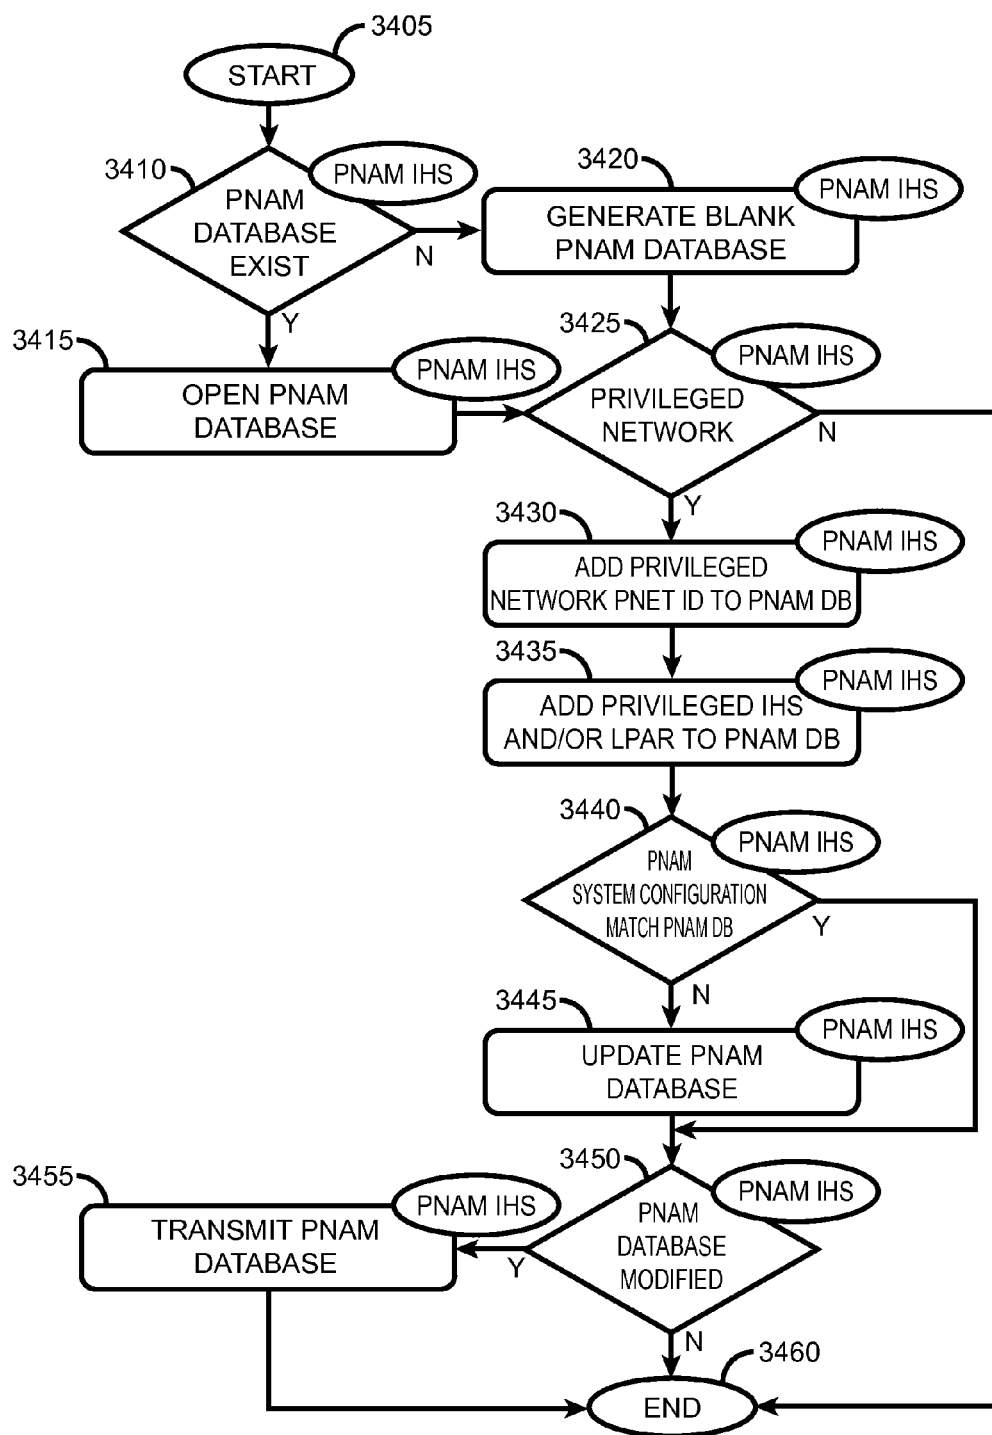 3405
START
3410
PNAM IHS
PNAM
DATABASE
EXIST
N
Y
3420
PNAM IHS
GENERATE BLANK
PNAM DATABASE
3415
PNAM IHS
OPEN PNAM
DATABASE
3425
PNAM IHS
PRIVILEGED
NETWORK
N
Y
3430
PNAM IHS
ADD PRIVILEGED
NETWORK PNET ID TO PNAM DB
3435
PNAM IHS
ADD PRIVILEGED IHS
AND/OR LPAR TO PNAM DB
3440
PNAM IHS
PNAM
SYSTEM CONFIGURATION
MATCH PNAM DB
Y
N
3445
PNAM IHS
UPDATE PNAM
DATABASE
3450
PNAM IHS
PNAM
DATABASE
MODIFIED
Y
N
3455
PNAM IHS
TRANSMIT PNAM
DATABASE
3460
END